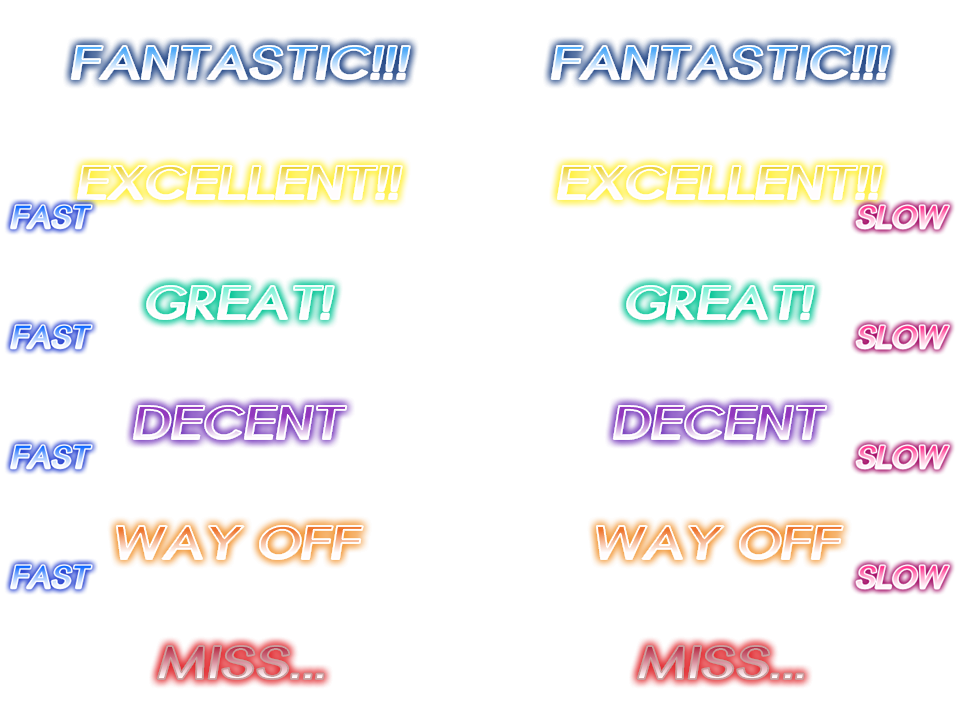 FANTASTIC!!! FANTASTIC!!!
EXCELLENT!! EXCELLENT!!
FAST SLOW
GREAT! GREAT!
FAST SLOW
DECENT DECENT
FAST SLOW
WAY OFF WAY OFF
FAST SLOW
MISS... MISS...